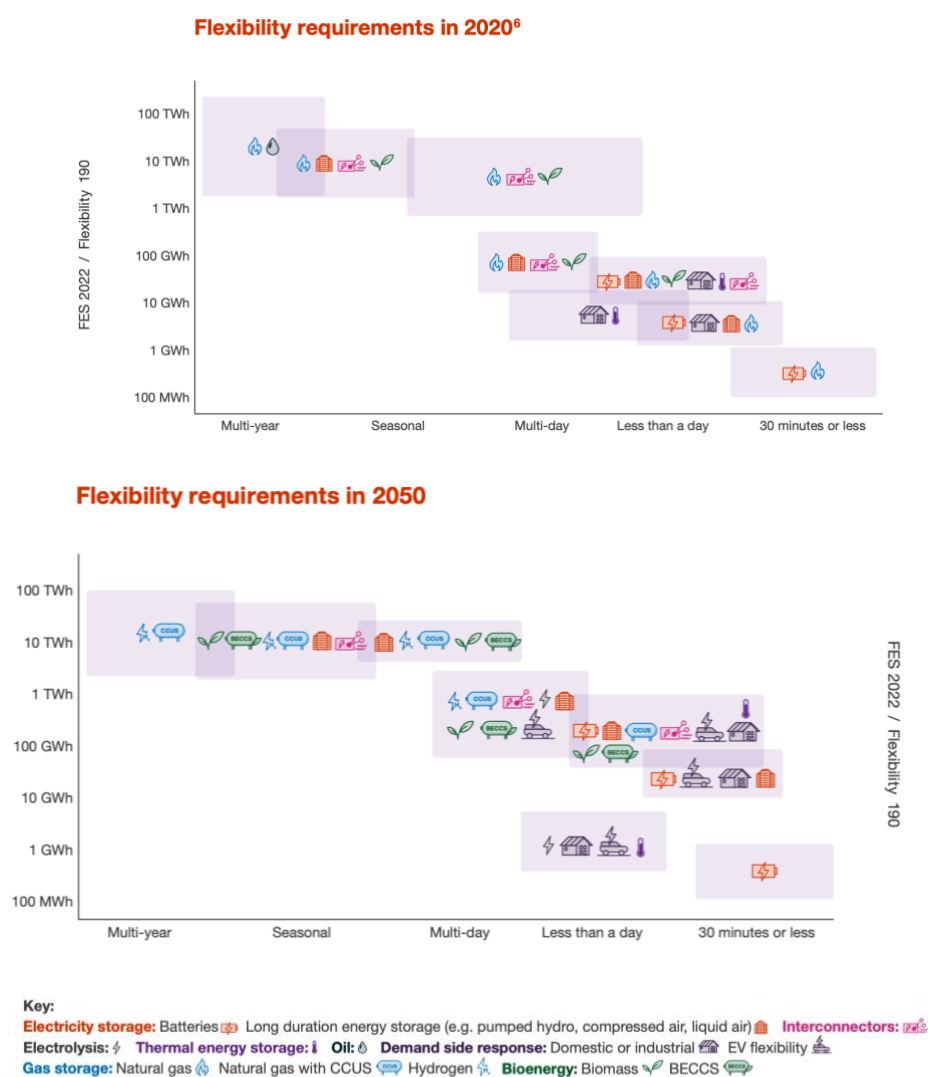 Flexibility requirements in 2020⁶
FES 2022 / Flexibility 190
100 TWh
10 TWh
1 TWh
100 GWh
10 GWh
1 GWh
100 MWh
Multi-year Seasonal Multi-day Less than a day 30 minutes or less
Flexibility requirements in 2050
100 TWh
CCUS
10 TWh
BECCS CCUS CCUS BECCS
1 TWh
CCUS
100 GWh
BECCS CCUS
BECCS
10 GWh
1 GWh
100 MWh
FES 2022 / Flexibility 190
Multi-year Seasonal Multi-day Less than a day 30 minutes or less
Key:
Electricity storage: Batteries Long duration energy storage (e.g. pumped hydro, compressed air, liquid air) Interconnectors:
Electrolysis: Thermal energy storage: Oil: Demand side response: Domestic or industrial EV flexibility
Gas storage: Natural gas Natural gas with CCUS CCUS Hydrogen Bioenergy: Biomass BECCS BECCS